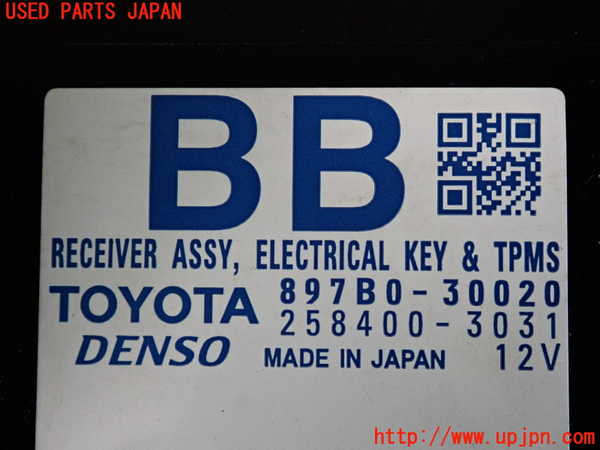 USED PARTS JAPAN
BB
RECEIVER ASSY, ELECTRICAL KEY & TPMS
TOYOTA 897B0-30020
258400-3031
DENSO MADE IN JAPAN 12V
http://www.upjpn.com